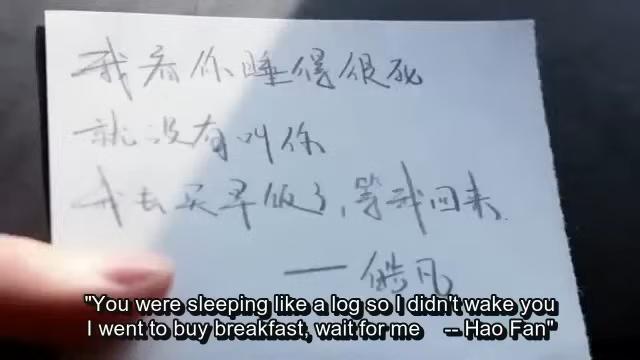 我看你睡得很死
就没有叫你
我去买早饭了,等我回来.
——皓凡
"You were sleeping like a log so I didn't wake you
I went to buy breakfast, wait for me -- Hao Fan"